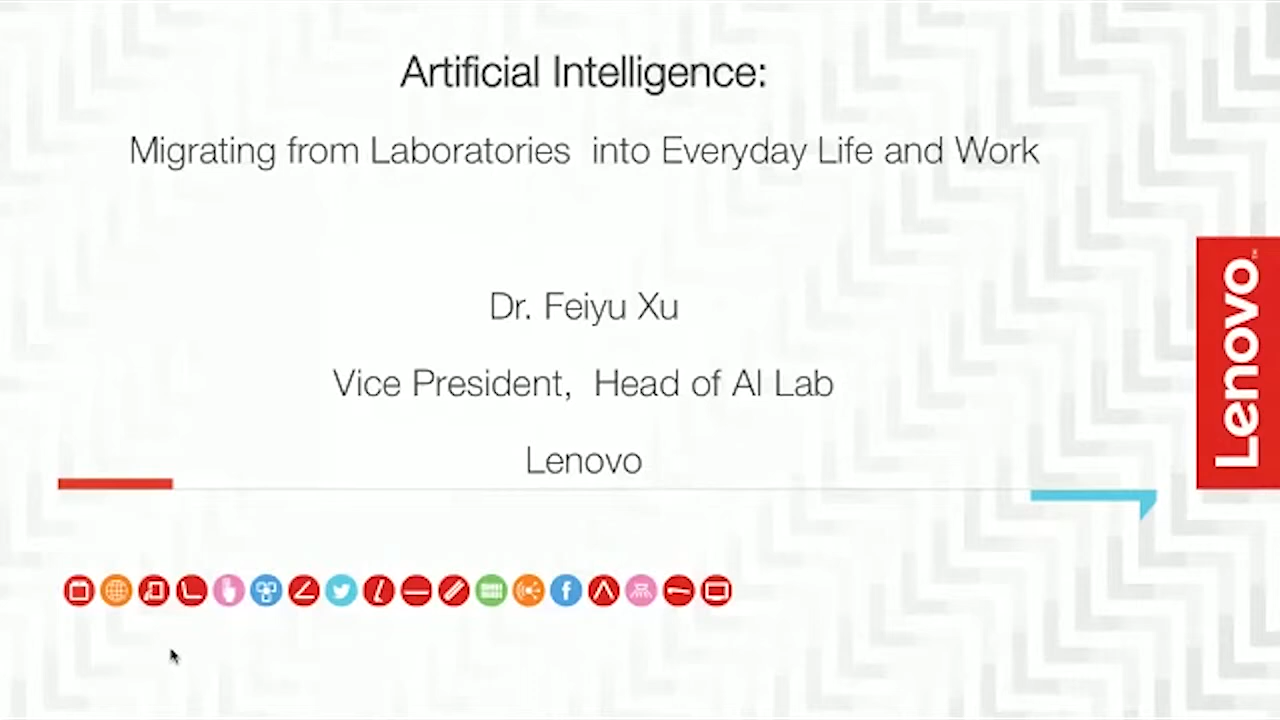 Artificial Intelligence:
Migrating from Laboratories into Everyday Life and Work
Dr. Feiyu Xu
Vice President, Head of AI Lab
Lenovo
Lenovo™